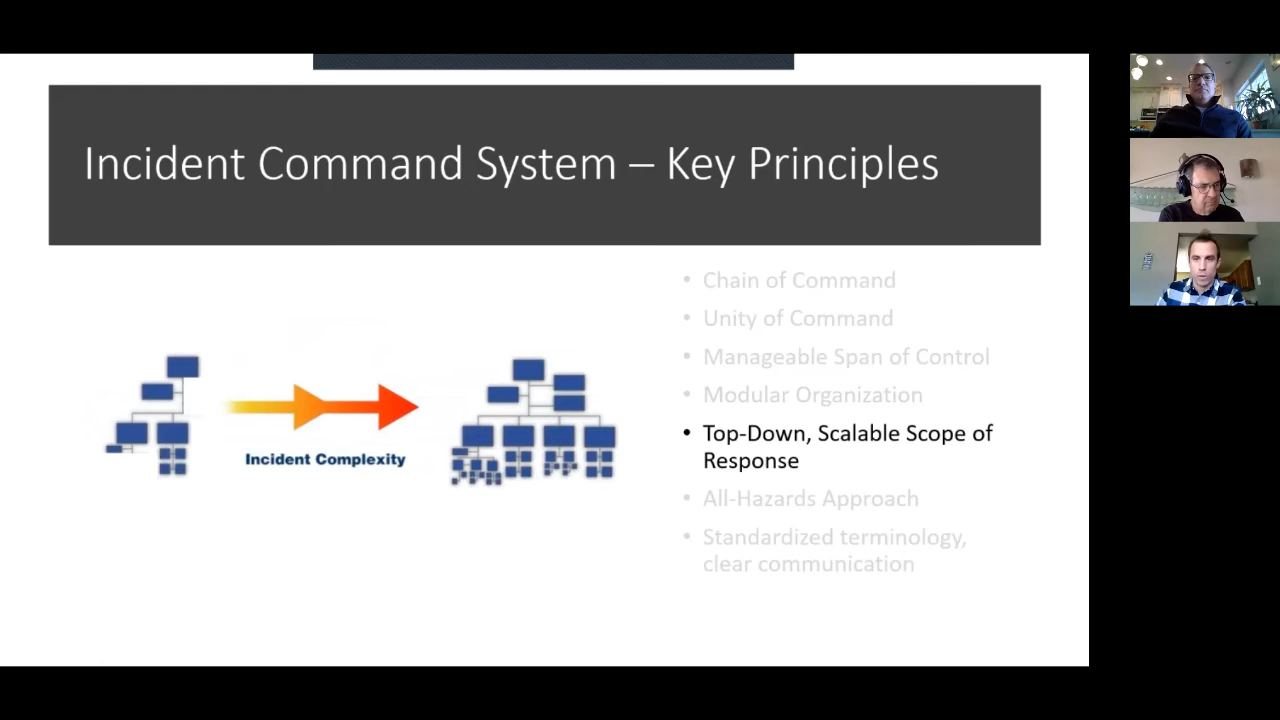 Incident Command System – Key Principles
• Chain of Command
• Unity of Command
• Manageable Span of Control
• Modular Organization
• Top-Down, Scalable Scope of
Response
• All-Hazards Approach
• Standardized terminology,
clear communication
Incident Complexity